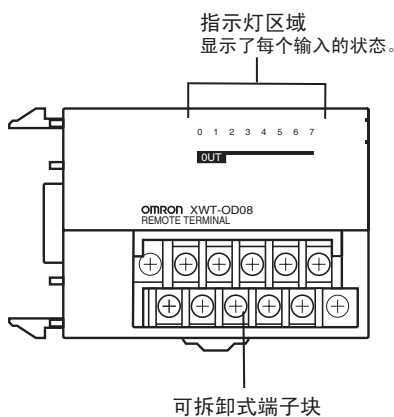 指示灯区域
显示了每个输入的状态。
0 1 2 3 4 5 6 7
OUT
OMRON XWT-OD08
REMOTE TERMINAL
可拆卸式端子块